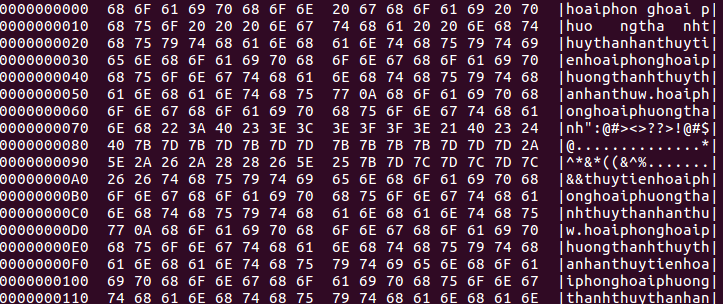 0000000000 68 6F 61 69 70 68 6F 6E 20 67 68 6F 61 69 20 70 |hoaiphon ghoai p|
0000000010 68 75 6F 20 20 20 6E 67 74 68 61 20 20 6E 68 74 |huo   ngtha  nht|
0000000020 68 75 79 74 68 61 6E 68 61 6E 74 68 75 79 74 69 |huythanhanthuyti|
0000000030 65 6E 68 6F 61 69 70 68 6F 6E 67 68 6F 61 69 70 |enhoaiphonghoaip|
0000000040 68 75 6F 6E 67 74 68 61 6E 68 74 68 75 79 74 68 |huongthanhthuyth|
0000000050 61 6E 68 61 6E 74 68 75 77 0A 68 6F 61 69 70 68 |anhanthuw.hoaiph|
0000000060 6F 6E 67 68 6F 61 69 70 68 75 6F 6E 67 74 68 61 |onghoaiphuongtha|
0000000070 6E 68 22 3A 40 23 3E 3C 3E 3F 3F 3E 21 40 23 24 |nh":@#><>??>!@#$|
0000000080 40 7B 7D 7B 7D 7B 7D 7B 7D 7B 7D 7B 7D 7D 7D 2A |@..............*|
0000000090 5E 2A 26 2A 28 28 26 5E 25 7B 7D 7C 7D 7C 7D 7C |^*&*((&^%.......|
00000000A0 26 26 74 68 75 79 74 69 65 6E 68 6F 61 69 70 68 |&&thuytienhoaiph|
00000000B0 6F 6E 67 68 6F 61 69 70 68 75 6F 6E 67 74 68 61 |onghoaiphuongtha|
00000000C0 6E 68 74 68 75 79 74 68 61 6E 68 61 6E 74 68 75 |nhthuythanhanthu|
00000000D0 77 0A 68 6F 61 69 70 68 6F 6E 67 68 6F 61 69 70 |w.hoaiphonghoaip|
00000000E0 68 75 6F 6E 67 74 68 61 6E 68 74 68 75 79 74 68 |huongthanhthuyth|
00000000F0 61 6E 68 61 6E 74 68 75 79 74 69 65 6E 68 6F 61 |anhanthuytienhoa|
0000000100 69 70 68 6F 6E 67 68 6F 61 69 70 68 75 6F 6E 67 |iphonghoaiphuong|
0000000110 74 68 61 6E 68 74 68 75 79 74 68 61 6E 68 61 6E |thanhthuythanhan|